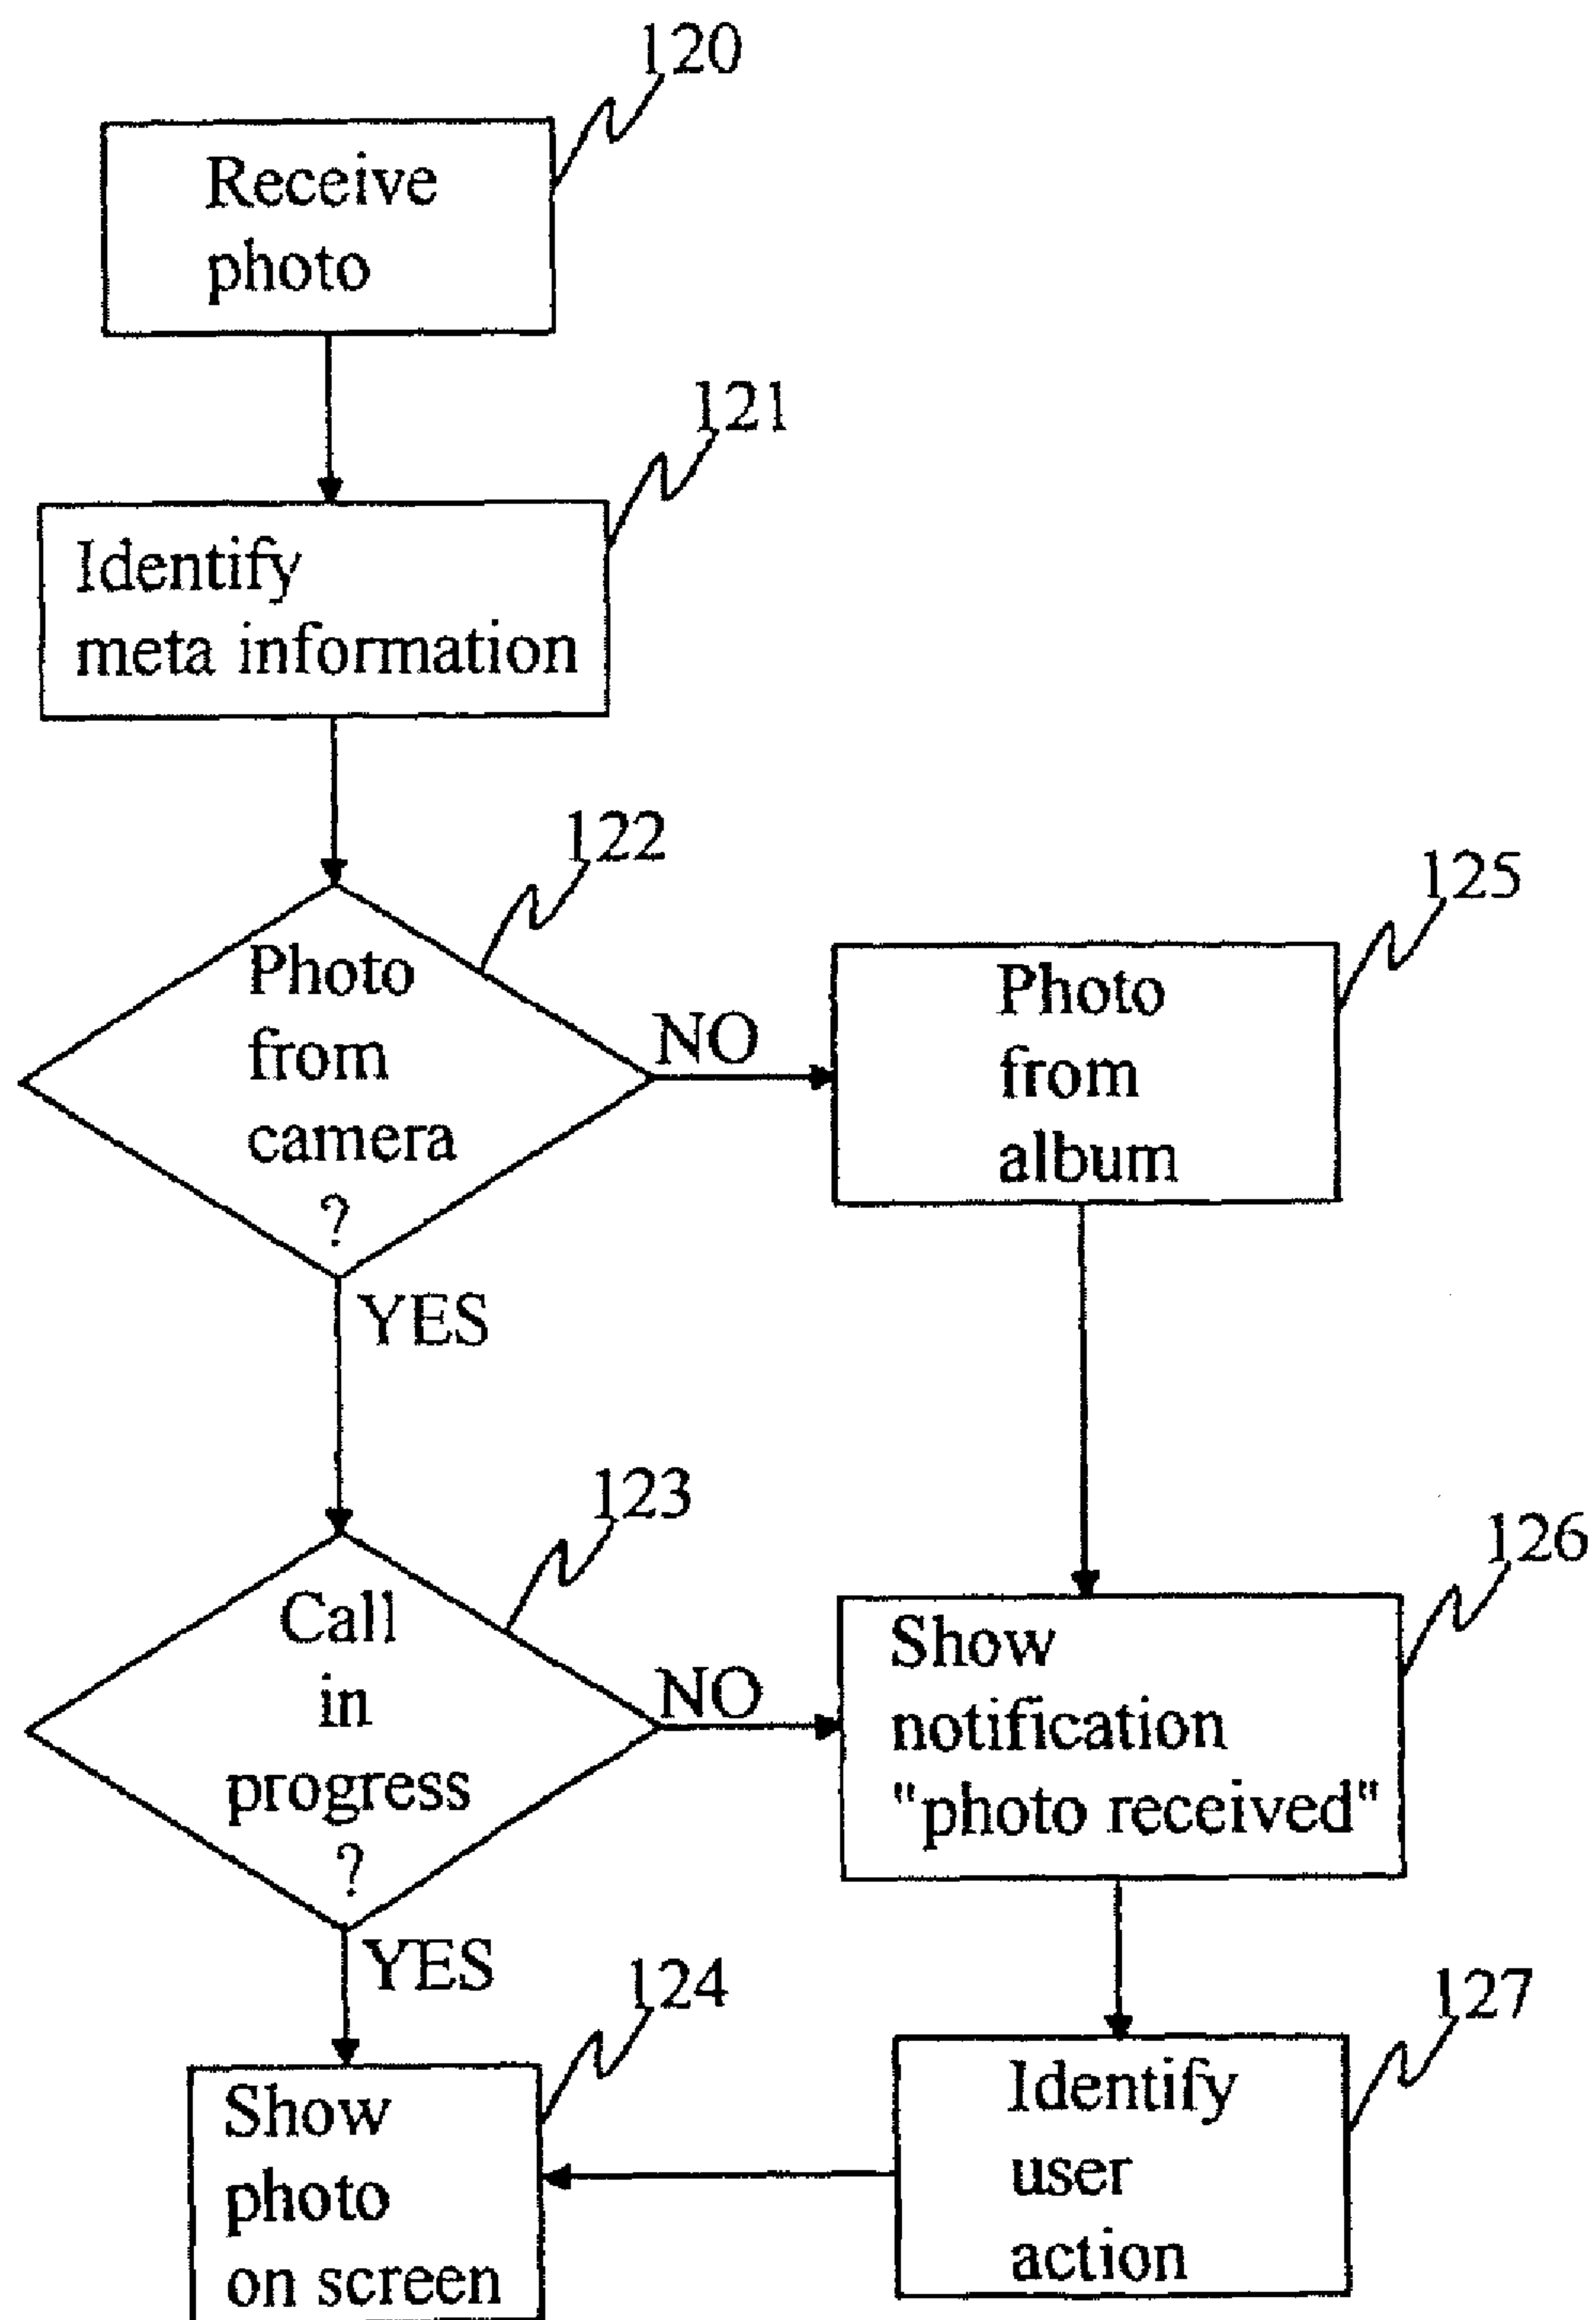 120
Receive
photo
121
Identify
meta information
122
Photo
from
camera
?
NO
YES
125
Photo
from
album
123
Call
in
progress
?
NO
YES
126
Show
notification
"photo received"
124
Show
photo
on screen
127
Identify
user
action